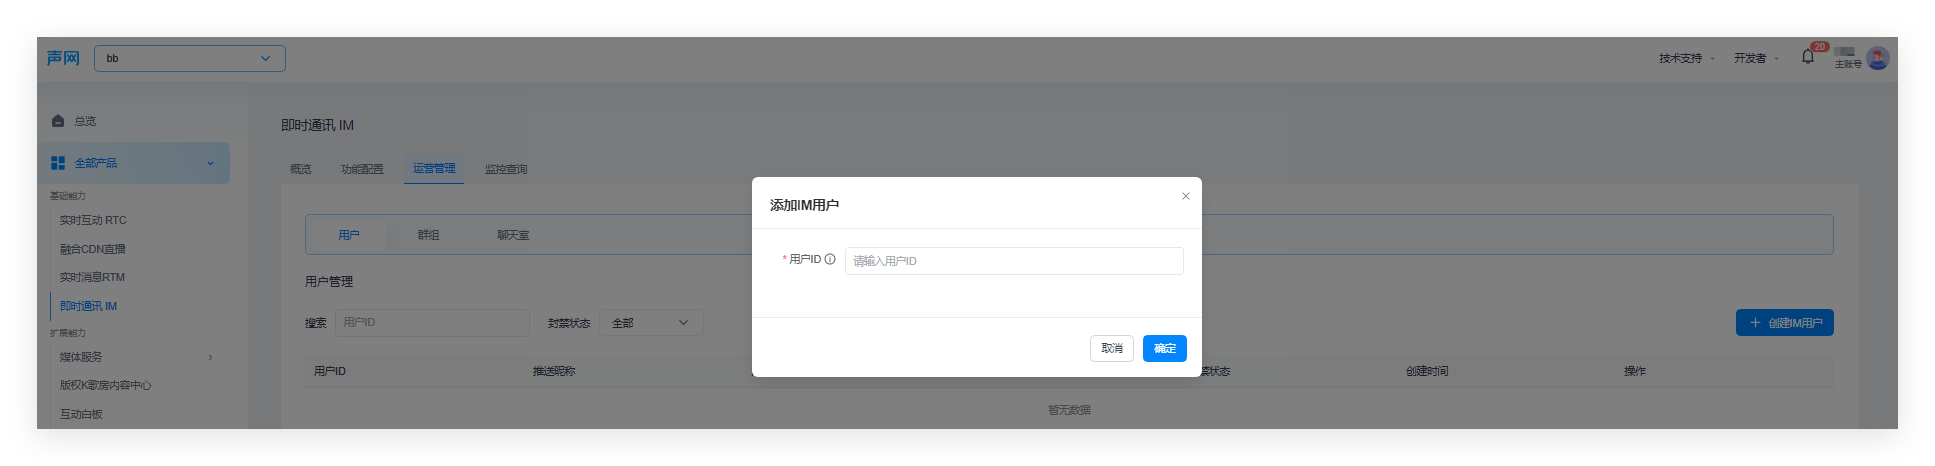 声网 bb 技术支持 开发者 20 主账号
总览
即时通讯 IM
全部产品
概览 功能配置 运营管理 监控查询
基础能力
实时互动 RTC
融合CDN直播
实时消息RTM
即时通讯 IM
扩展能力
媒体服务
版权K歌房内容中心
互动白板
用户 群组 聊天室
用户管理
搜索 用户ID 封禁状态 全部
+ 创建IM用户
用户ID 推送昵称 禁状态 创建时间 操作
暂无数据
添加IM用户
* 用户ID 请输入用户ID
取消 确定